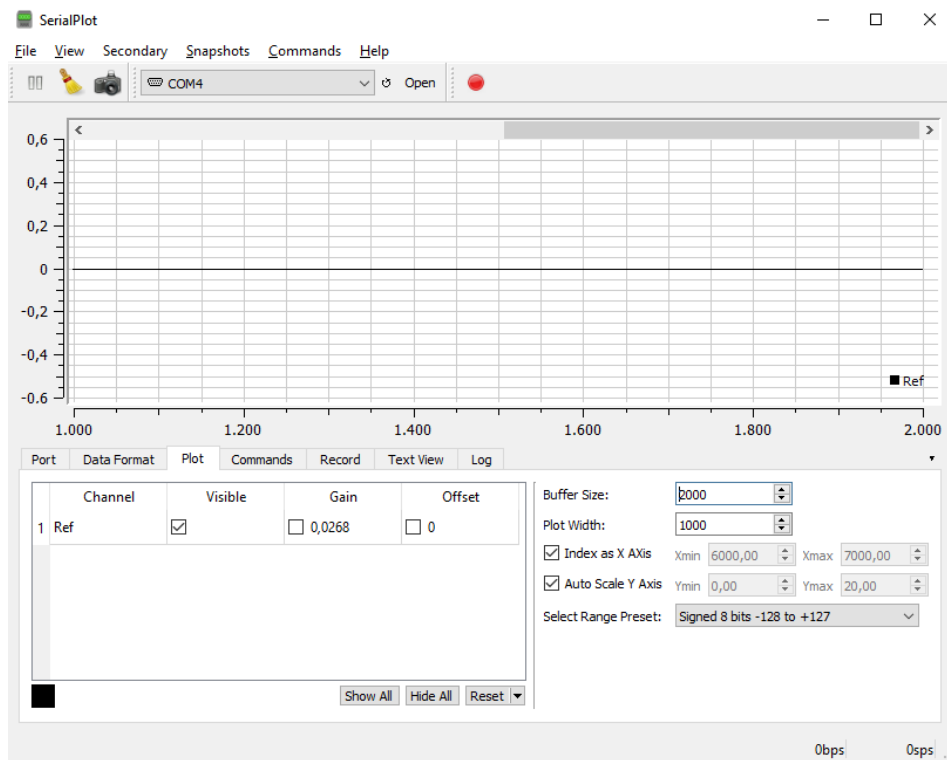 SerialPlot
File View Secondary Snapshots Commands Help
COM4 Open
0,6
0,4
0,2
0
-0,2
-0,4
-0.6
Ref
1.000 1.200 1.400 1.600 1.800 2.000
Port Data Format Plot Commands Record Text View Log
Channel Visible Gain Offset
1 Ref 0,0268 0
Show All Hide All Reset
Buffer Size: 2000
Plot Width: 1000
Index as X AXis Xmin 6000,00 Xmax 7000,00
Auto Scale Y Axis Ymin 0,00 Ymax 20,00
Select Range Preset: Signed 8 bits -128 to +127
0bps 0sps